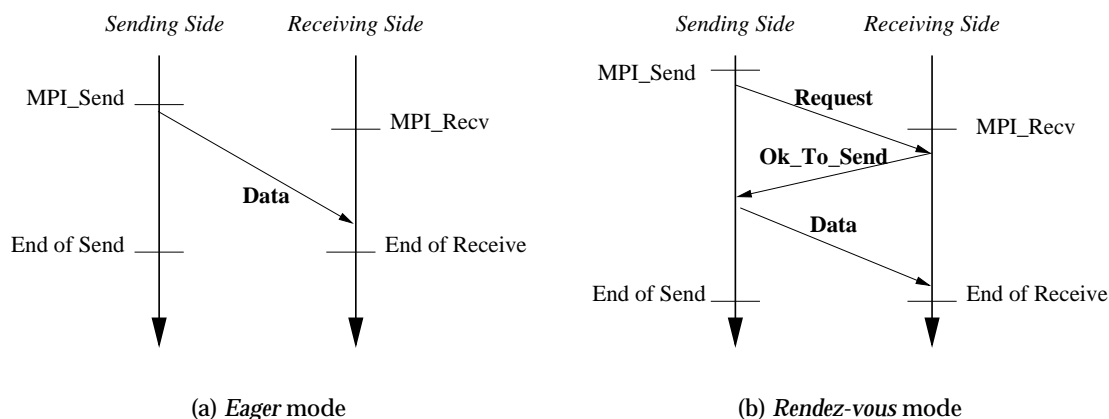 Sending Side
Receiving Side
MPI_Send
MPI_Recv
Data
End of Send
End of Receive
(a) Eager mode
Sending Side
Receiving Side
MPI_Send
Request
MPI_Recv
Ok_To_Send
Data
End of Send
End of Receive
(b) Rendez-vous mode